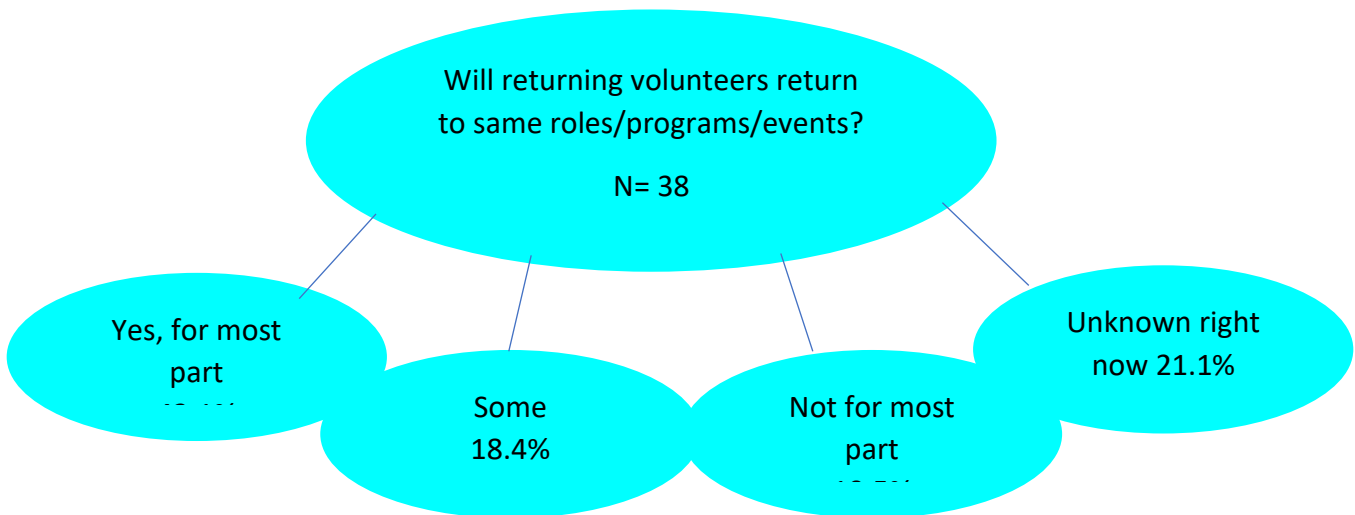 Will returning volunteers return
to same roles/programs/events?
N= 38
Yes, for most
part
Some
18.4%
Not for most
part
Unknown right
now 21.1%